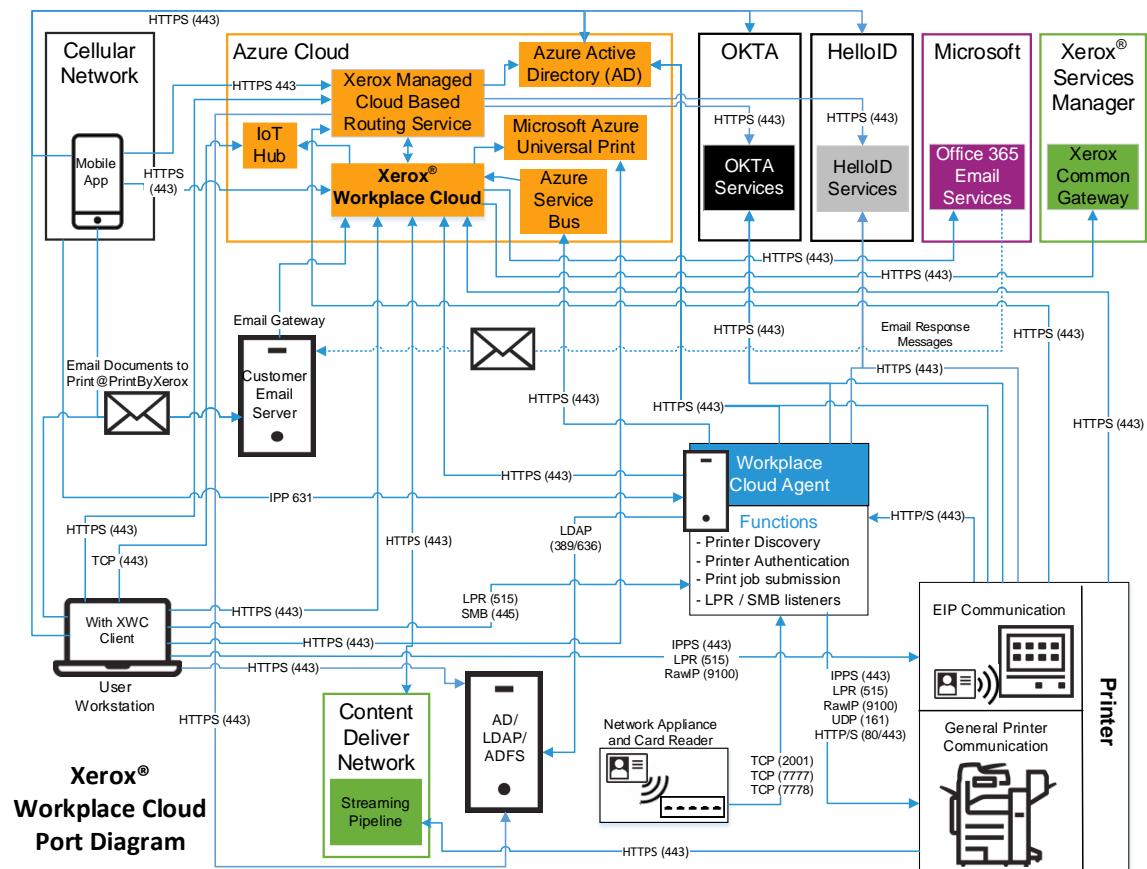 HTTPS (443)
Cellular
Network
Mobile
App
HTTPS 443
HTTPS
(443)
Azure Cloud
Xerox Managed
Cloud Based
Routing Service
Azure Active
Directory (AD)
IoT
Hub
Microsoft Azure
Universal Print
Xerox®
Workplace Cloud
Azure
Service
Bus
OKTA
HTTPS (443)
OKTA
Services
HelloID
HTTPS (443)
HelloID
Services
Microsoft
Office 365
Email
Services
Xerox®
Services
Manager
Xerox
Common
Gateway
HTTPS (443)
HTTPS (443)
Email Gateway
Customer
Email
Server
Email Documents to
Print@PrintByXerox
Email Response
Messages
HTTPS (443)
HTTPS (443)
HTTPS (443)
HTTPS (443)
HTTPS (443)
HTTPS (443)
HTTPS (443)
IPP 631
Workplace
Cloud Agent
Functions
- Printer Discovery
- Printer Authentication
- Print job submission
- LPR / SMB listeners
HTTP/S (443)
HTTPS (443)
TCP (443)
HTTPS (443)
LDAP
(389/636)
LPR (515)
SMB (445)
With XWC
Client
User
Workstation
HTTPS (443)
HTTPS (443)
HTTPS (443)
HTTPS (443)
IPPS (443)
LPR (515)
RawIP (9100)
IPPS (443)
LPR (515)
RawIP (9100)
UDP (161)
HTTP/S (80/443)
EIP Communication
General Printer
Communication
Printer
Content
Deliver
Network
Streaming
Pipeline
AD/
LDAP/
ADFS
Network Appliance
and Card Reader
TCP (2001)
TCP (7777)
TCP (7778)
HTTPS (443)
Xerox®
Workplace Cloud
Port Diagram